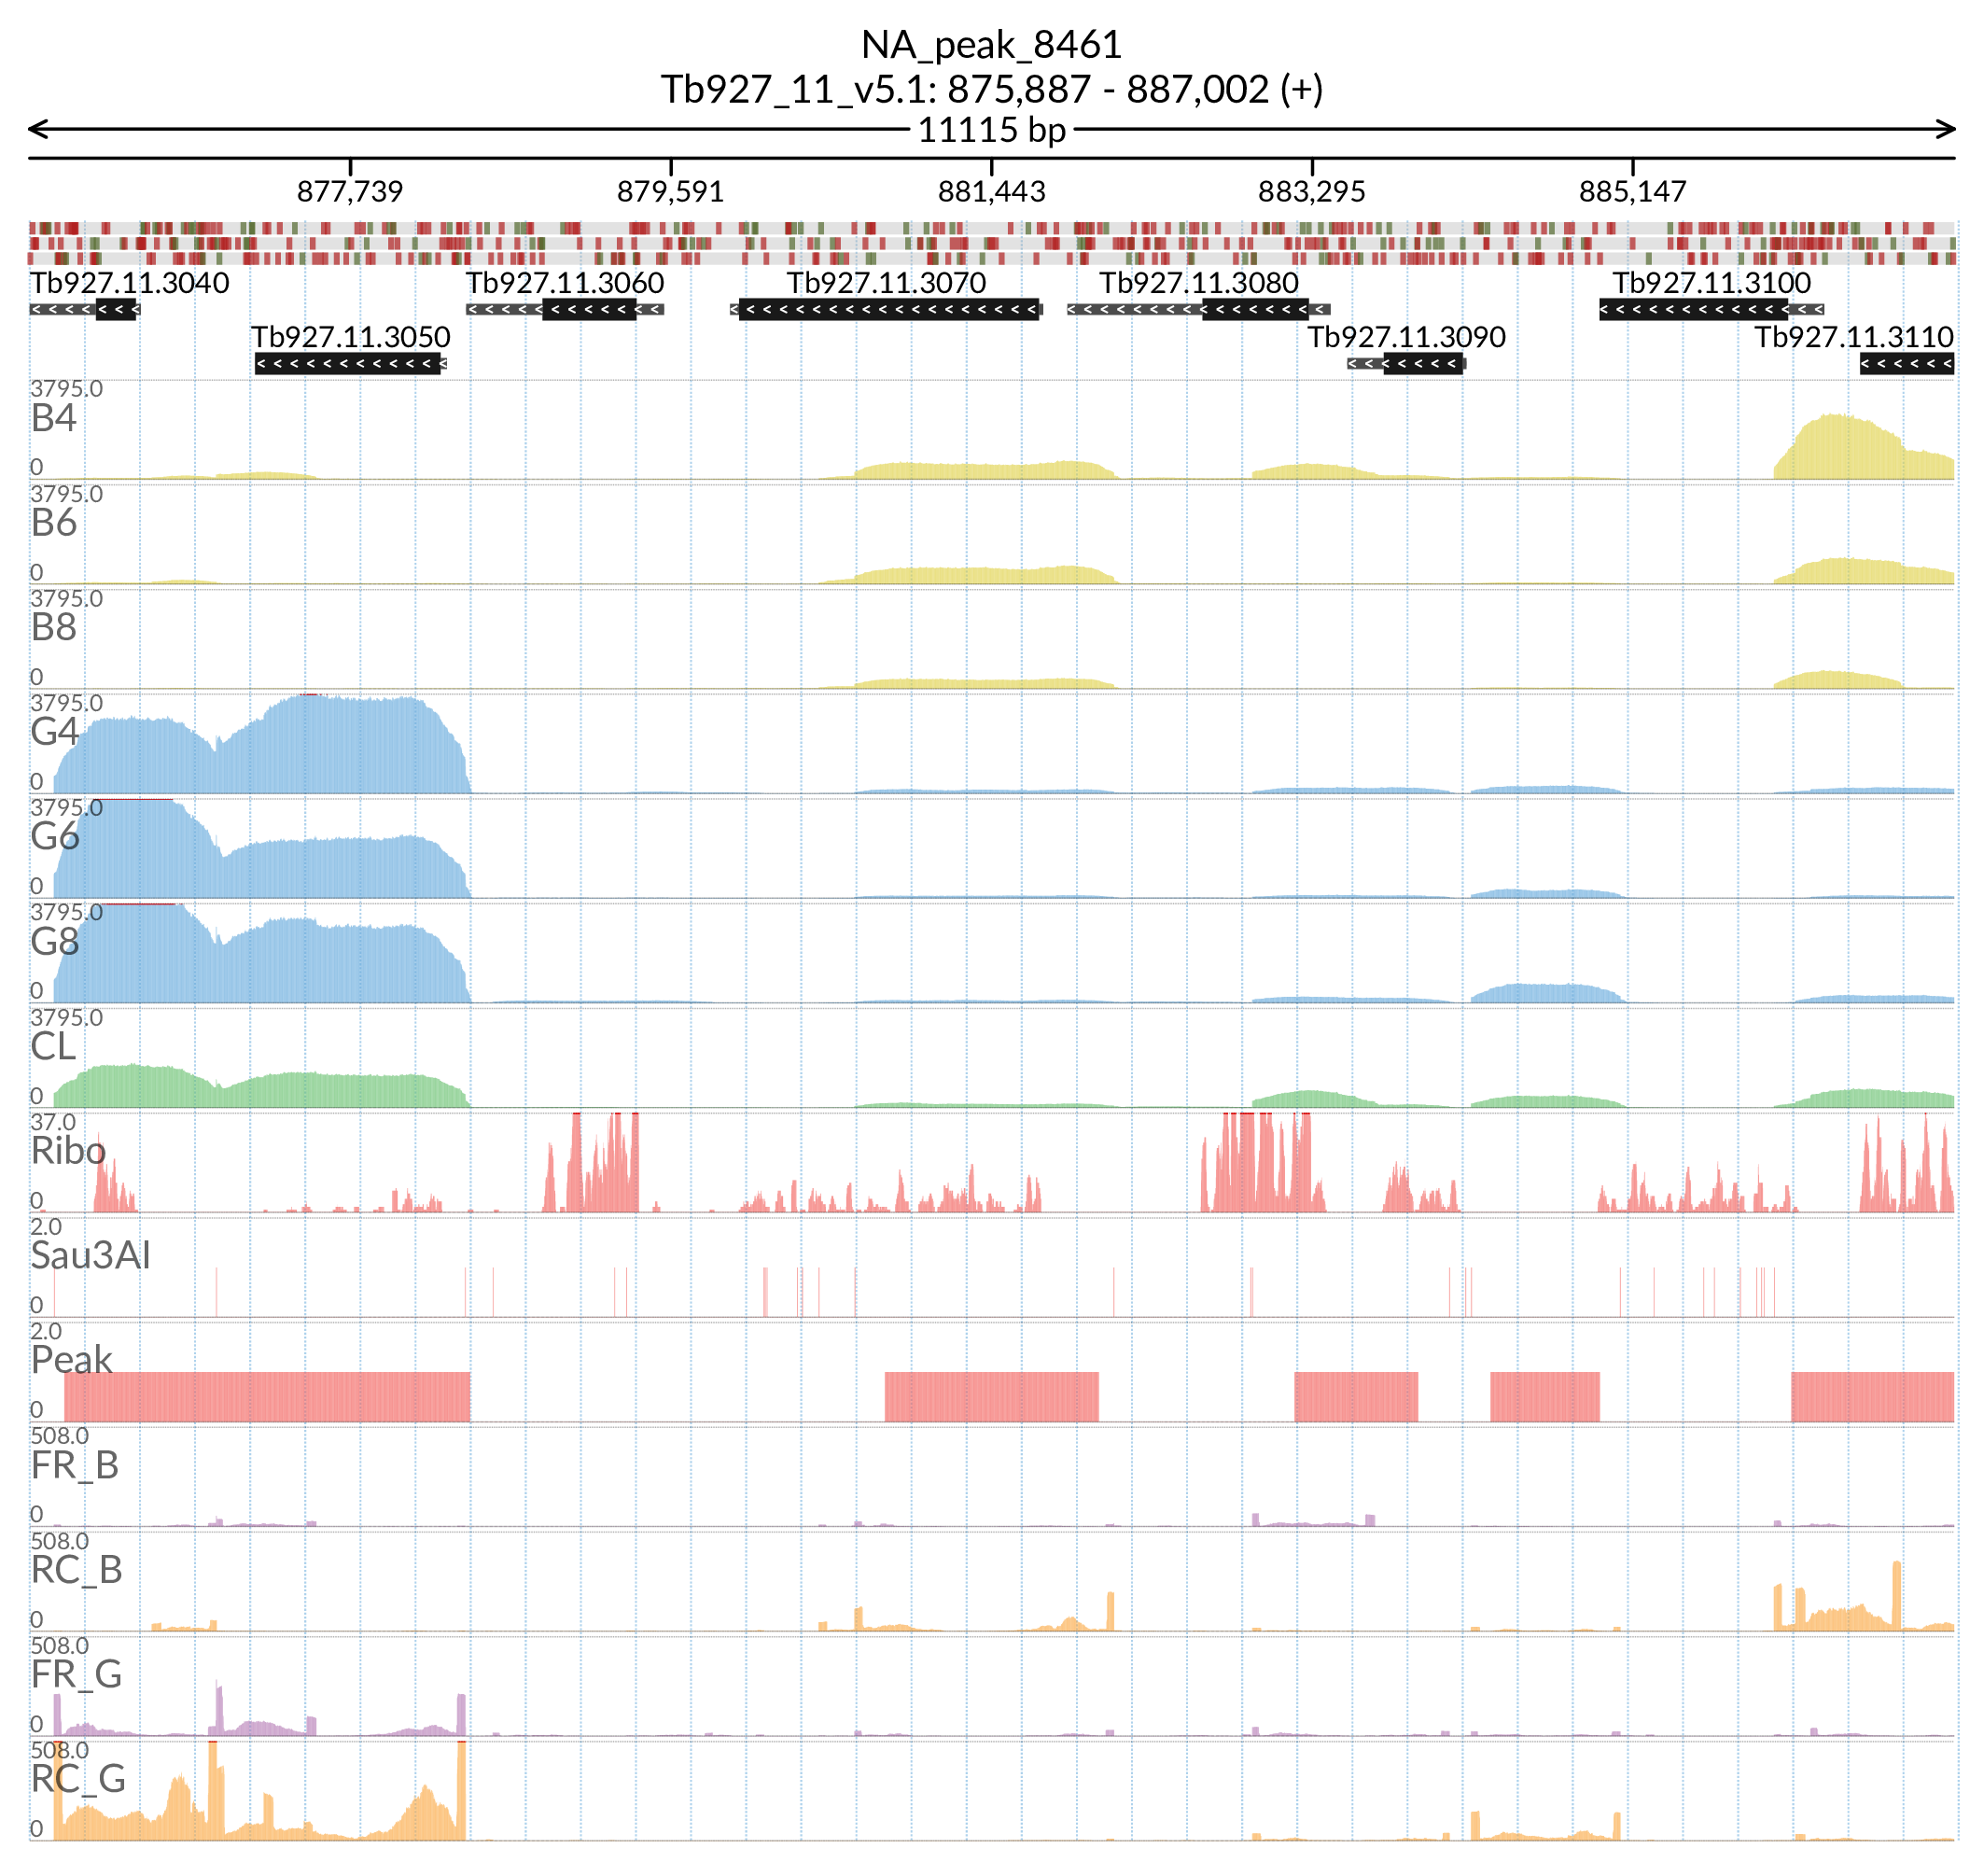 NA_peak_8461
Tb927_11_v5.1: 875,887 - 887,002 (+)
11115 bp
877,739 879,591 881,443 883,295 885,147
Tb927.11.3040 Tb927.11.3060 Tb927.11.3070 Tb927.11.3080 Tb927.11.3100
Tb927.11.3050 Tb927.11.3090 Tb927.11.3110
3795.0
B4
0
3795.0
B6
0
3795.0
B8
0
3795.0
G4
0
3795.0
G6
0
3795.0
G8
0
3795.0
CL
0
37.0
Ribo
0
2.0
Sau3AI
0
2.0
Peak
0
508.0
FR_B
0
508.0
RC_B
0
508.0
FR_G
0
508.0
RC_G
0